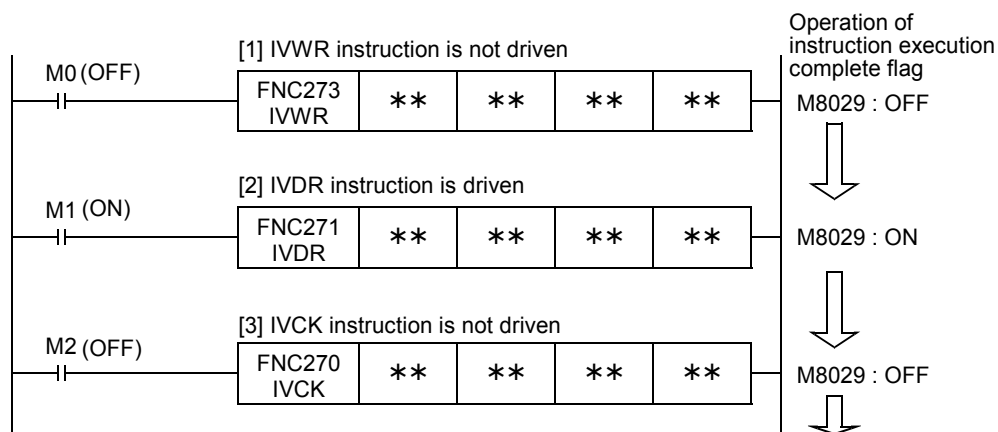 Operation of
instruction execution
complete flag
[1] IVWR instruction is not driven
M0 (OFF)
FNC273
IVWR
** ** ** **
M8029 : OFF
[2] IVDR instruction is driven
M1 (ON)
FNC271
IVDR
** ** ** **
M8029 : ON
[3] IVCK instruction is not driven
M2 (OFF)
FNC270
IVCK
** ** ** **
M8029 : OFF